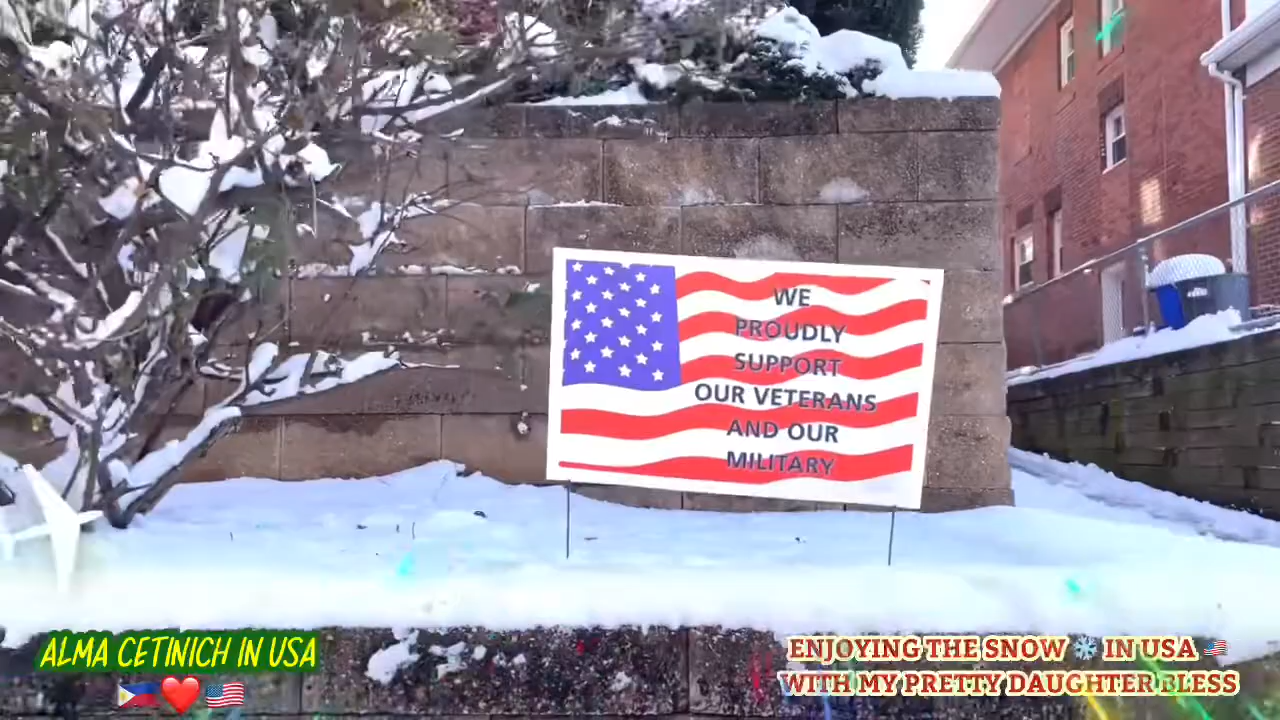 WE
PROUDLY
SUPPORT
OUR VETERANS
AND OUR
MILITARY
ALMA CETINICH IN USA
🇵🇭❤️🇺🇸
ENJOYING THE SNOW ❄️ IN USA 🇺🇸
WITH MY PRETTY DAUGHTER BLESS